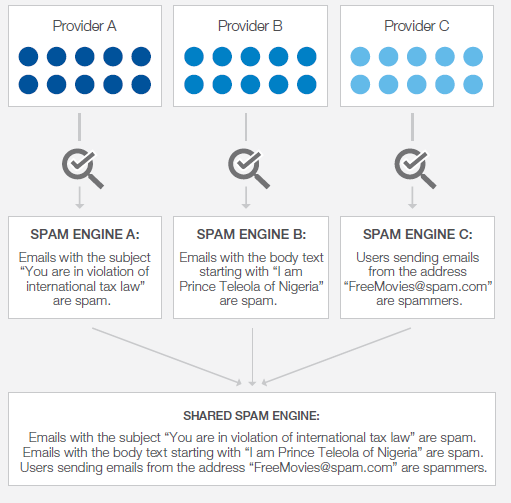 Provider A
Provider B
Provider C
SPAM ENGINE A:
Emails with the subject
“You are in violation of
international tax law”
are spam.
SPAM ENGINE B:
Emails with the body text
starting with “I am
Prince Teleola of Nigeria”
are spam.
SPAM ENGINE C:
Users sending emails
from the address
“FreeMovies@spam.com”
are spammers.
SHARED SPAM ENGINE:
Emails with the subject “You are in violation of international tax law” are spam.
Emails with the body text starting with “I am Prince Teleola of Nigeria” are spam.
Users sending emails from the address “FreeMovies@spam.com” are spammers.